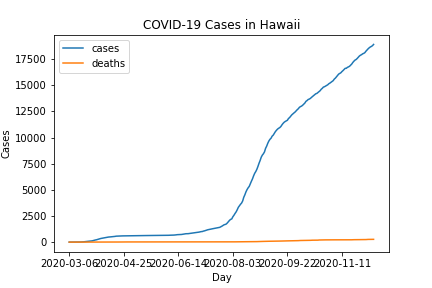 COVID-19 Cases in Hawaii
cases
deaths
17500
15000
12500
10000
7500
5000
2500
0
Cases
2020-03-06 2020-04-25 2020-06-14 2020-08-03 2020-09-22 2020-11-11
Day